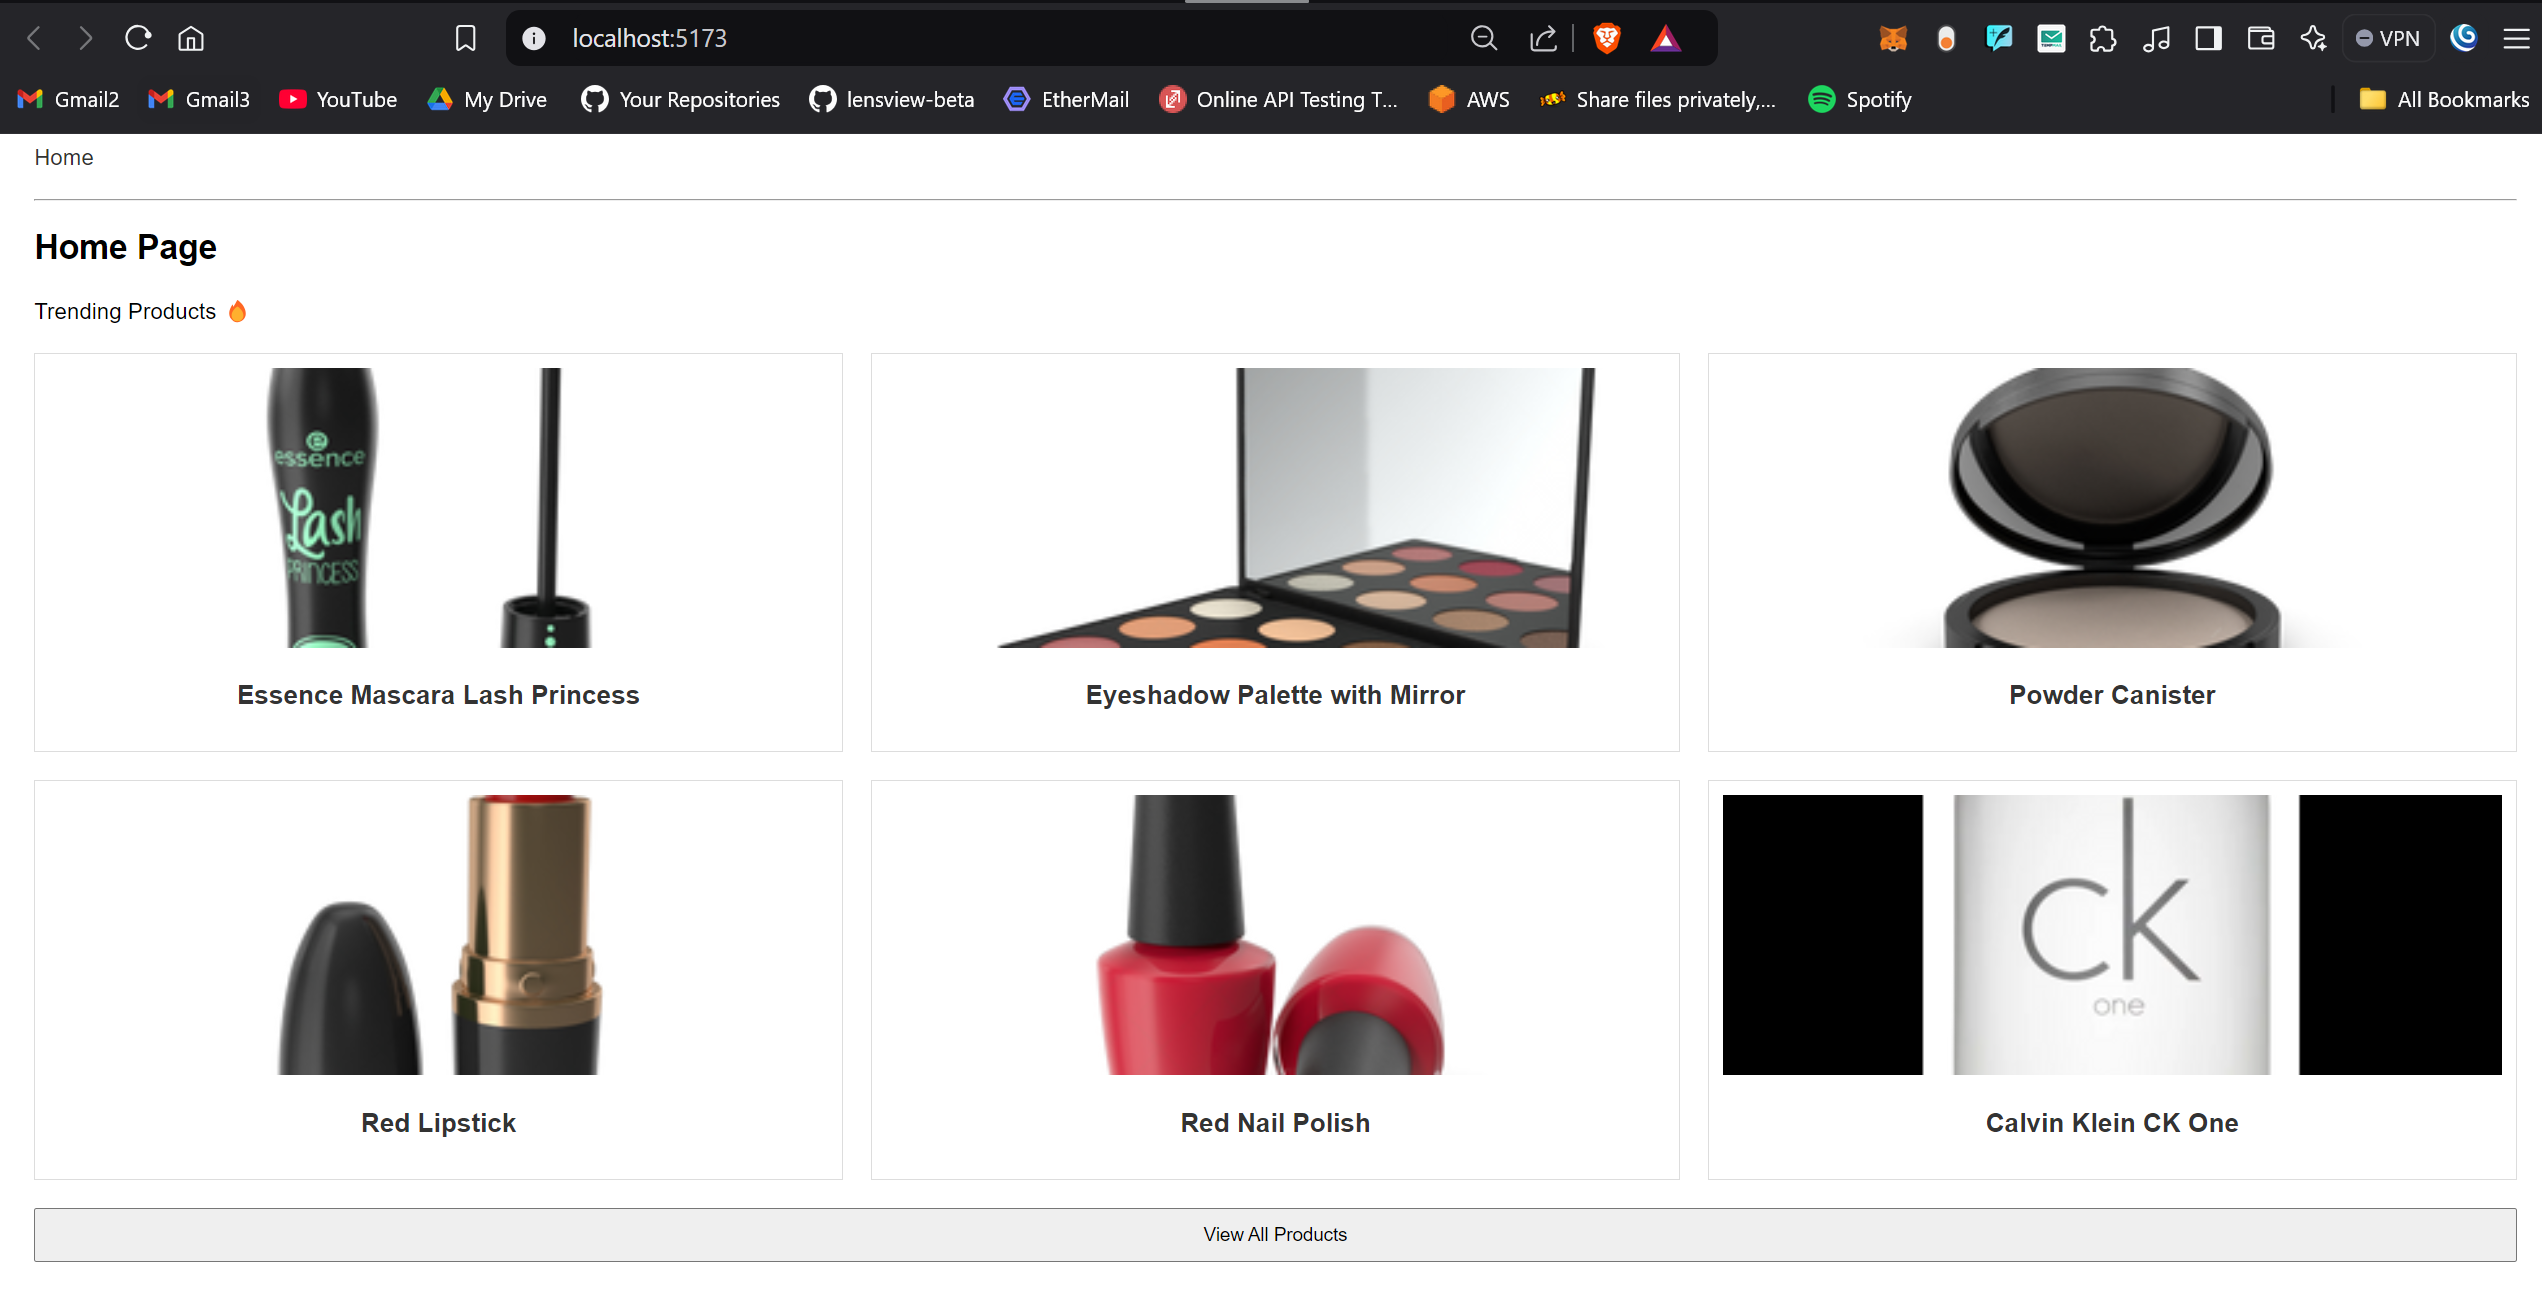 localhost:5173
VPN
Gmail2
Gmail3
YouTube
My Drive
Your Repositories
lensview-beta
EtherMail
Online API Testing T...
AWS
Share files privately,...
Spotify
All Bookmarks
Home
Home Page
Trending Products 🔥
essence
Lash
PRINCESS
Essence Mascara Lash Princess
Eyeshadow Palette with Mirror
Powder Canister
ck
one
Red Lipstick
Red Nail Polish
Calvin Klein CK One
View All Products